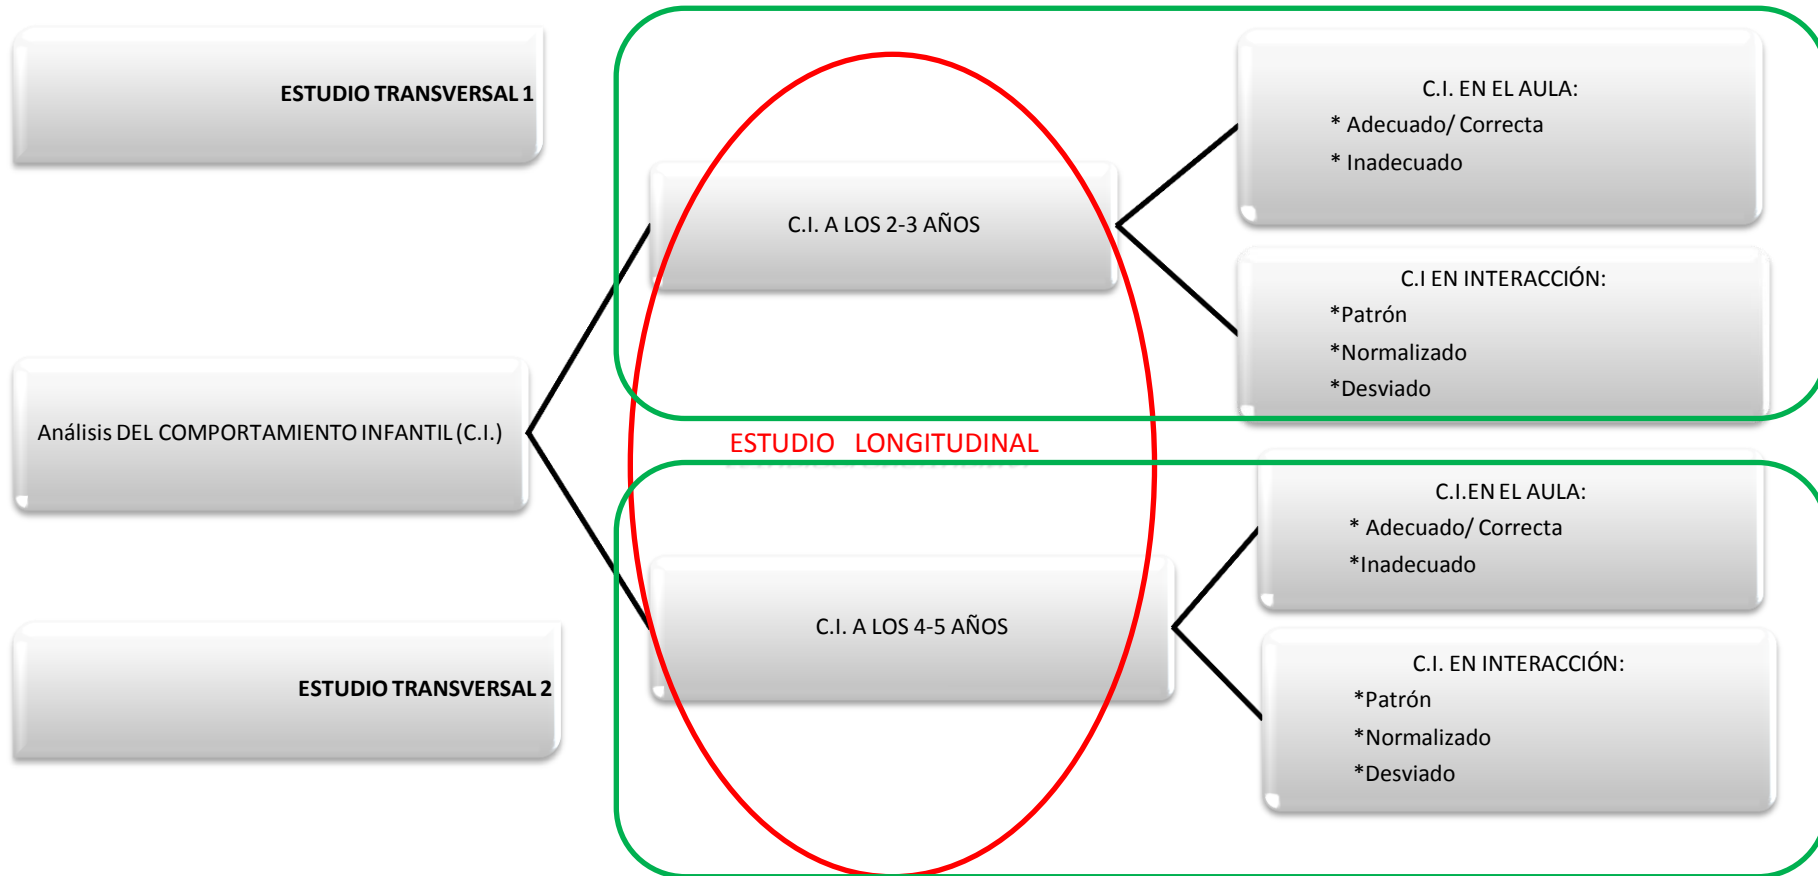 ESTUDIO TRANSVERSAL 1
C.I. EN EL AULA:
* Adecuado/ Correcta
* Inadecuado
C.I. A LOS 2-3 AÑOS
C.I EN INTERACCIÓN:
*Patrón
*Normalizado
*Desviado
Análisis DEL COMPORTAMIENTO INFANTIL (C.I.)
ESTUDIO LONGITUDINAL
C.I.EN EL AULA:
* Adecuado/ Correcta
*Inadecuado
C.I. A LOS 4-5 AÑOS
ESTUDIO TRANSVERSAL 2
C.I. EN INTERACCIÓN:
*Patrón
*Normalizado
*Desviado